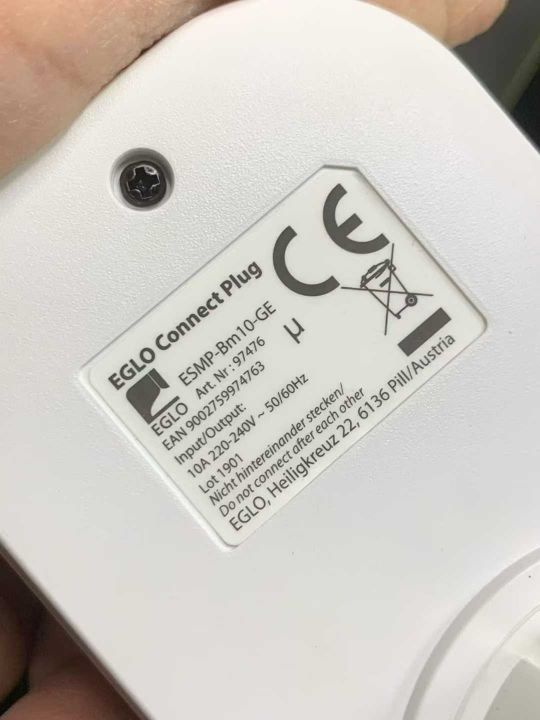 EGLO Connect Plug
ESMP-Bm10-GE
Art. Nr.: 97476
µ
EGLO
EAN 9002759974763
Input/Output:
10A 220-240V ~ 50/60Hz
Lot 1901
Nicht hintereinander stecken/
Do not connect after each other
EGLO, Heiligkreuz 22, 6136 Pill/Austria
CE